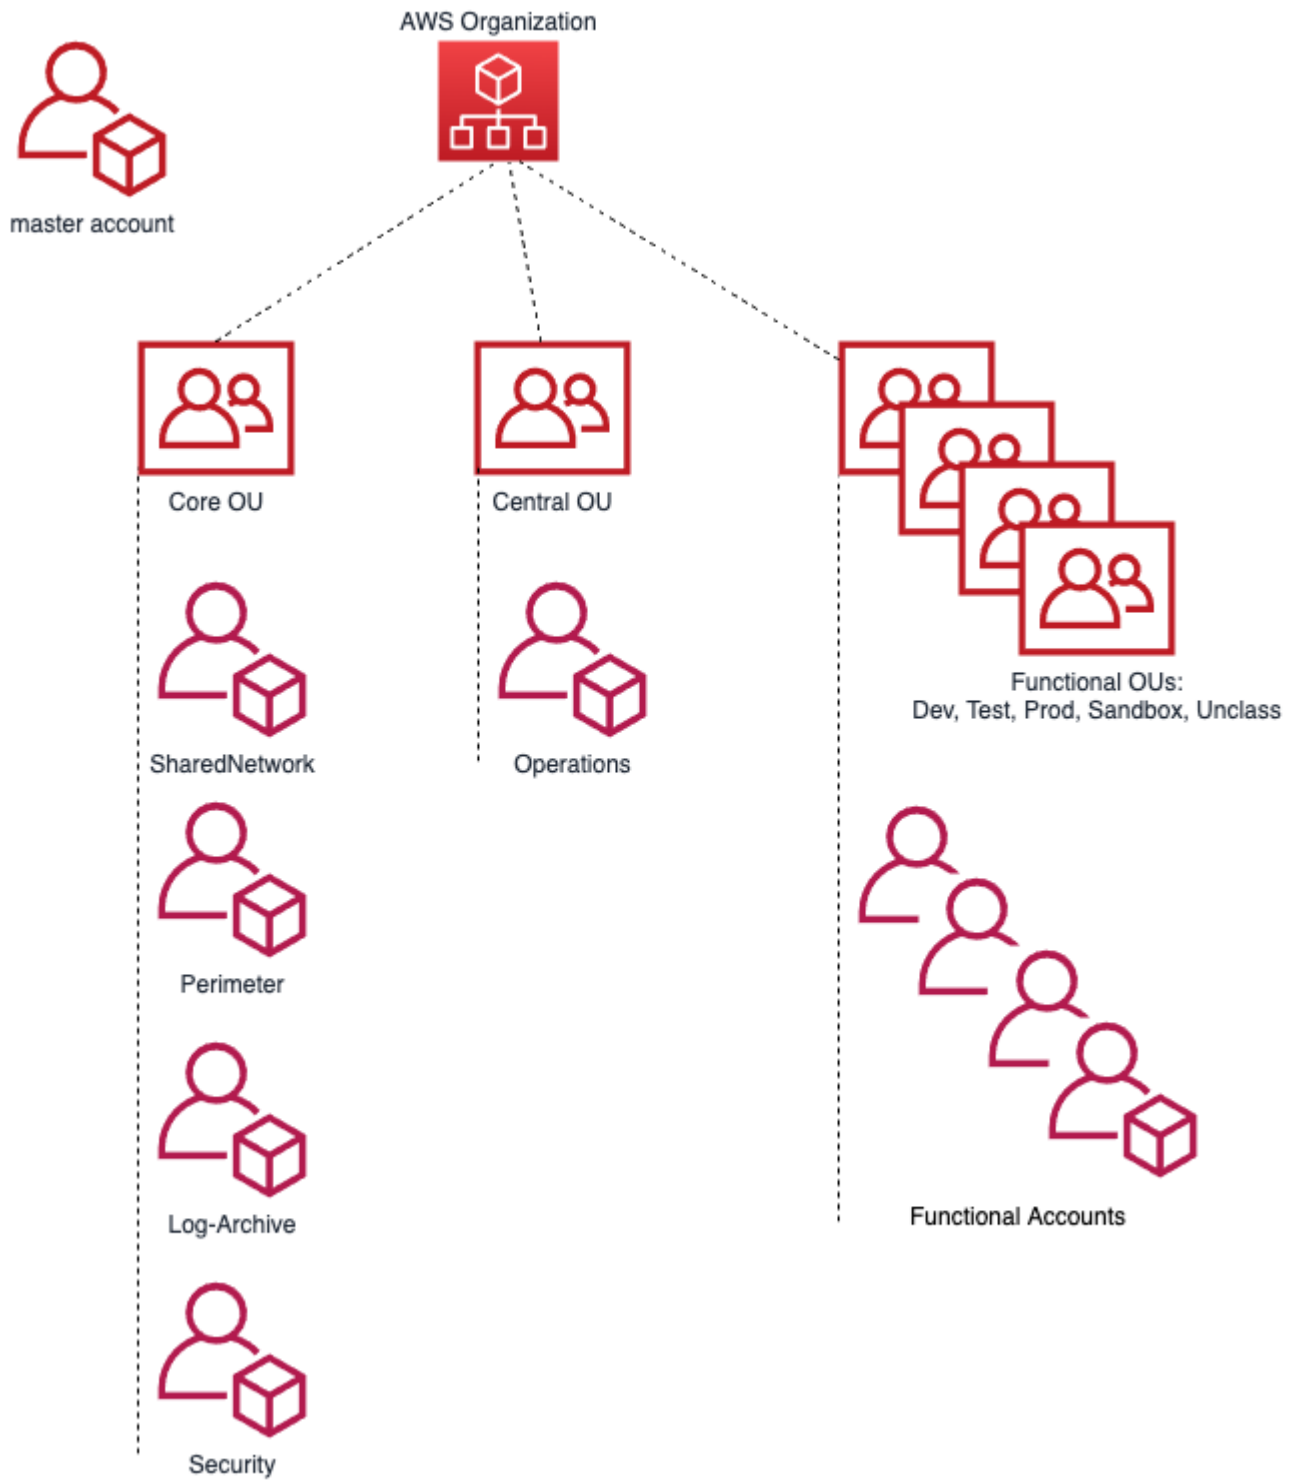 AWS Organization
master account
Core OU
Central OU
Functional OUs:
Dev, Test, Prod, Sandbox, Unclass
SharedNetwork
Operations
Perimeter
Log-Archive
Functional Accounts
Security